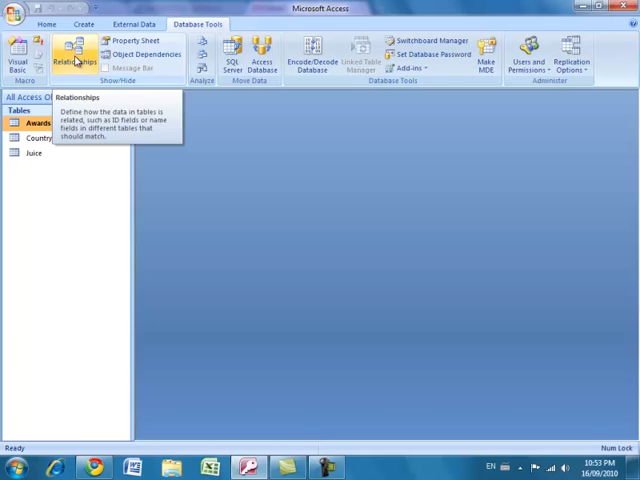 Microsoft Access
Home
Create
External Data
Database Tools
Visual Basic
Macro
Relationships
Property Sheet
Object Dependencies
Message Bar
Show/Hide
SQL Server
Access Database
Move Data
Encode/Decode Database
Linked Table Manager
Switchboard Manager
Set Database Password
Add-ins
Make MDE
Database Tools
Users and Permissions
Replication Options
Administer
All Access
Tables
Awards
Country
Juice
Relationships
Define how the data in tables is
related, such as ID fields or name
fields in different tables that
should match.
Ready
Num Lock
EN
10:53 PM
16/09/2010